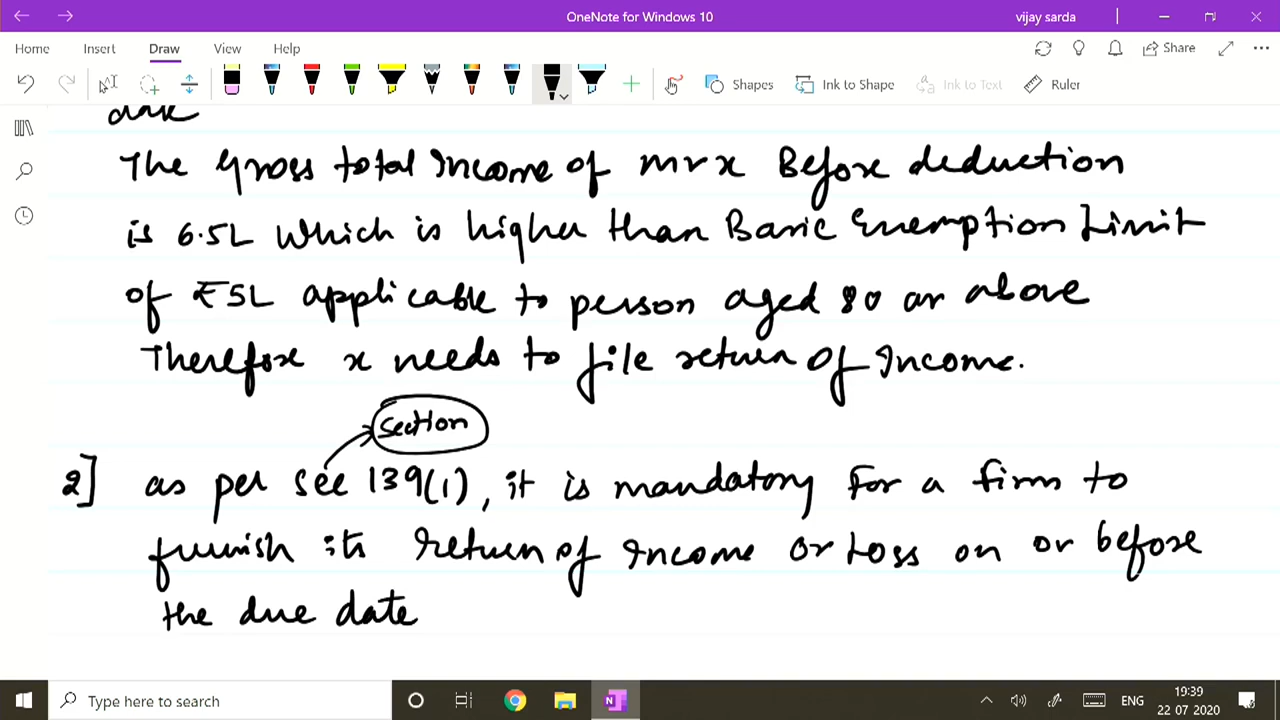 OneNote for Windows 10
vijay sarda
Home Insert Draw View Help
Share
Shapes Ink to Shape Ink to Text Ruler
The Gross total Income of mr x Before deduction
is 6.5L which is higher than Basic Exemption Limit
of ₹5L applicable to person aged 80 or above
Therefore x needs to file return of Income.
section
2] as per sec 139(1), it is mandatory for a firm to
furnish its return of Income or Loss on or before
the due date
Type here to search
ENG
19:39
22-07-2020